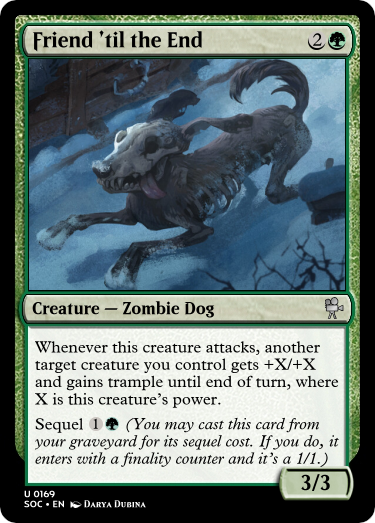 Friend 'til the End 2
Creature — Zombie Dog
Whenever this creature attacks, another
target creature you control gets +X/+X
and gains trample until end of turn, where
X is this creature's power.
Sequel 1 (You may cast this card from
your graveyard for its sequel cost. If you do, it
enters with a finality counter and it's a 1/1.)
3/3
U 0169
SOC • EN DARYA DUBINA